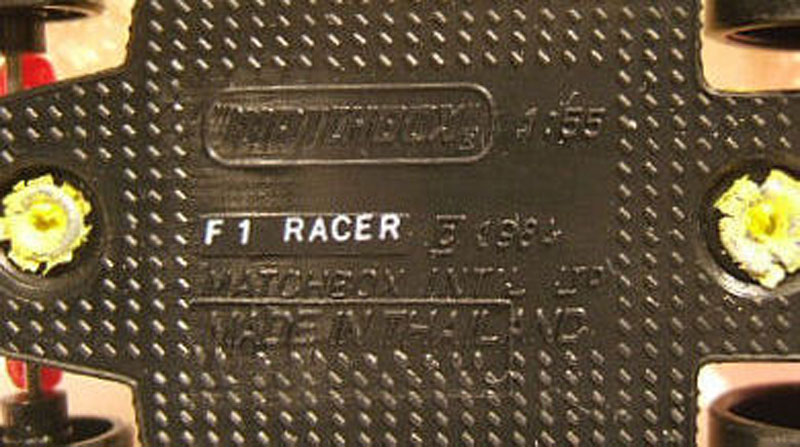 MATCHBOX® 1:55
F1 RACER © 1984
MATCHBOX INT'L LTD
MADE IN THAILAND